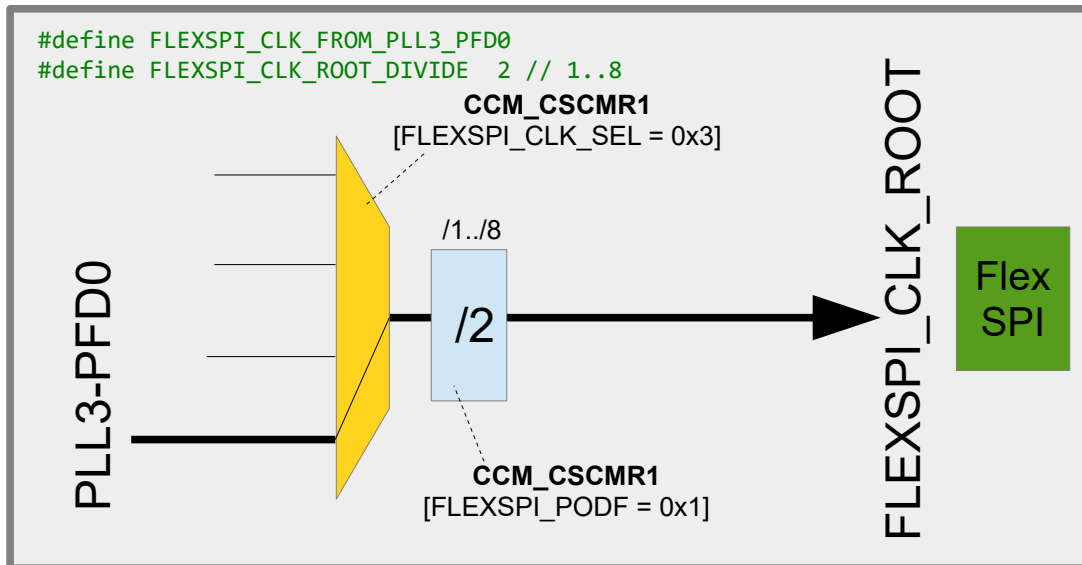 #define FLEXSPI_CLK_FROM_PLL3_PFD0
#define FLEXSPI_CLK_ROOT_DIVIDE 2 // 1..8
CCM_CSCMR1
[FLEXSPI_CLK_SEL = 0x3]
/1../8
/2
PLL3-PFD0
CCM_CSCMR1
[FLEXSPI_PODF = 0x1]
FLEXSPI_CLK_ROOT
Flex
SPI